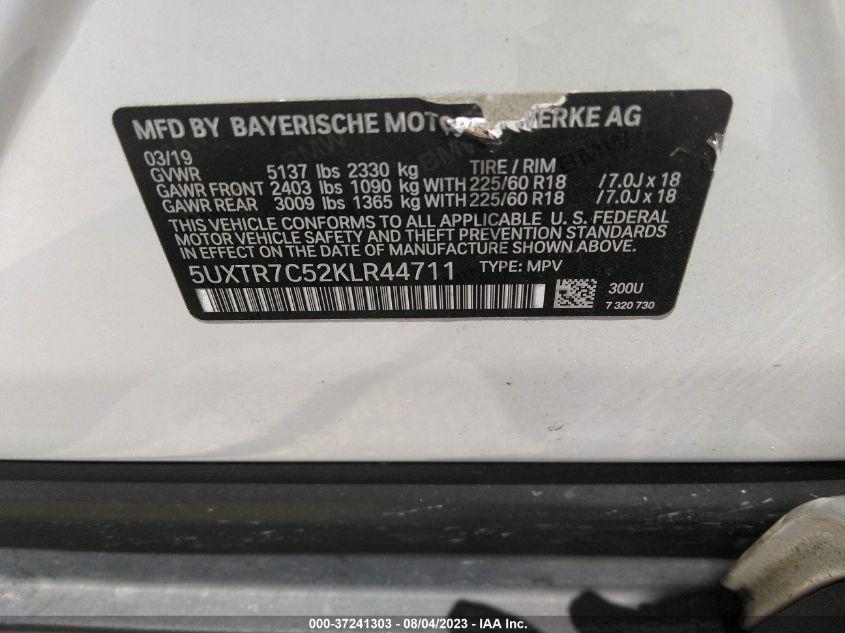 MFD BY BAYERISCHE MOT ERKE AG
03/19
GVWR 5137 lbs 2330 kg TIRE / RIM
GAWR FRONT 2403 lbs 1090 kg WITH 225/60 R18 / 7.0J x 18
GAWR REAR 3009 lbs 1365 kg WITH 225/60 R18 / 7.0J x 18
THIS VEHICLE CONFORMS TO ALL APPLICABLE U. S. FEDERAL
MOTOR VEHICLE SAFETY AND THEFT PREVENTION STANDARDS
IN EFFECT ON THE DATE OF MANUFACTURE SHOWN ABOVE.
5UXTR7C52KLR44711 TYPE: MPV
300U
7 320 730
000-37241303 - 08/04/2023 - IAA Inc.